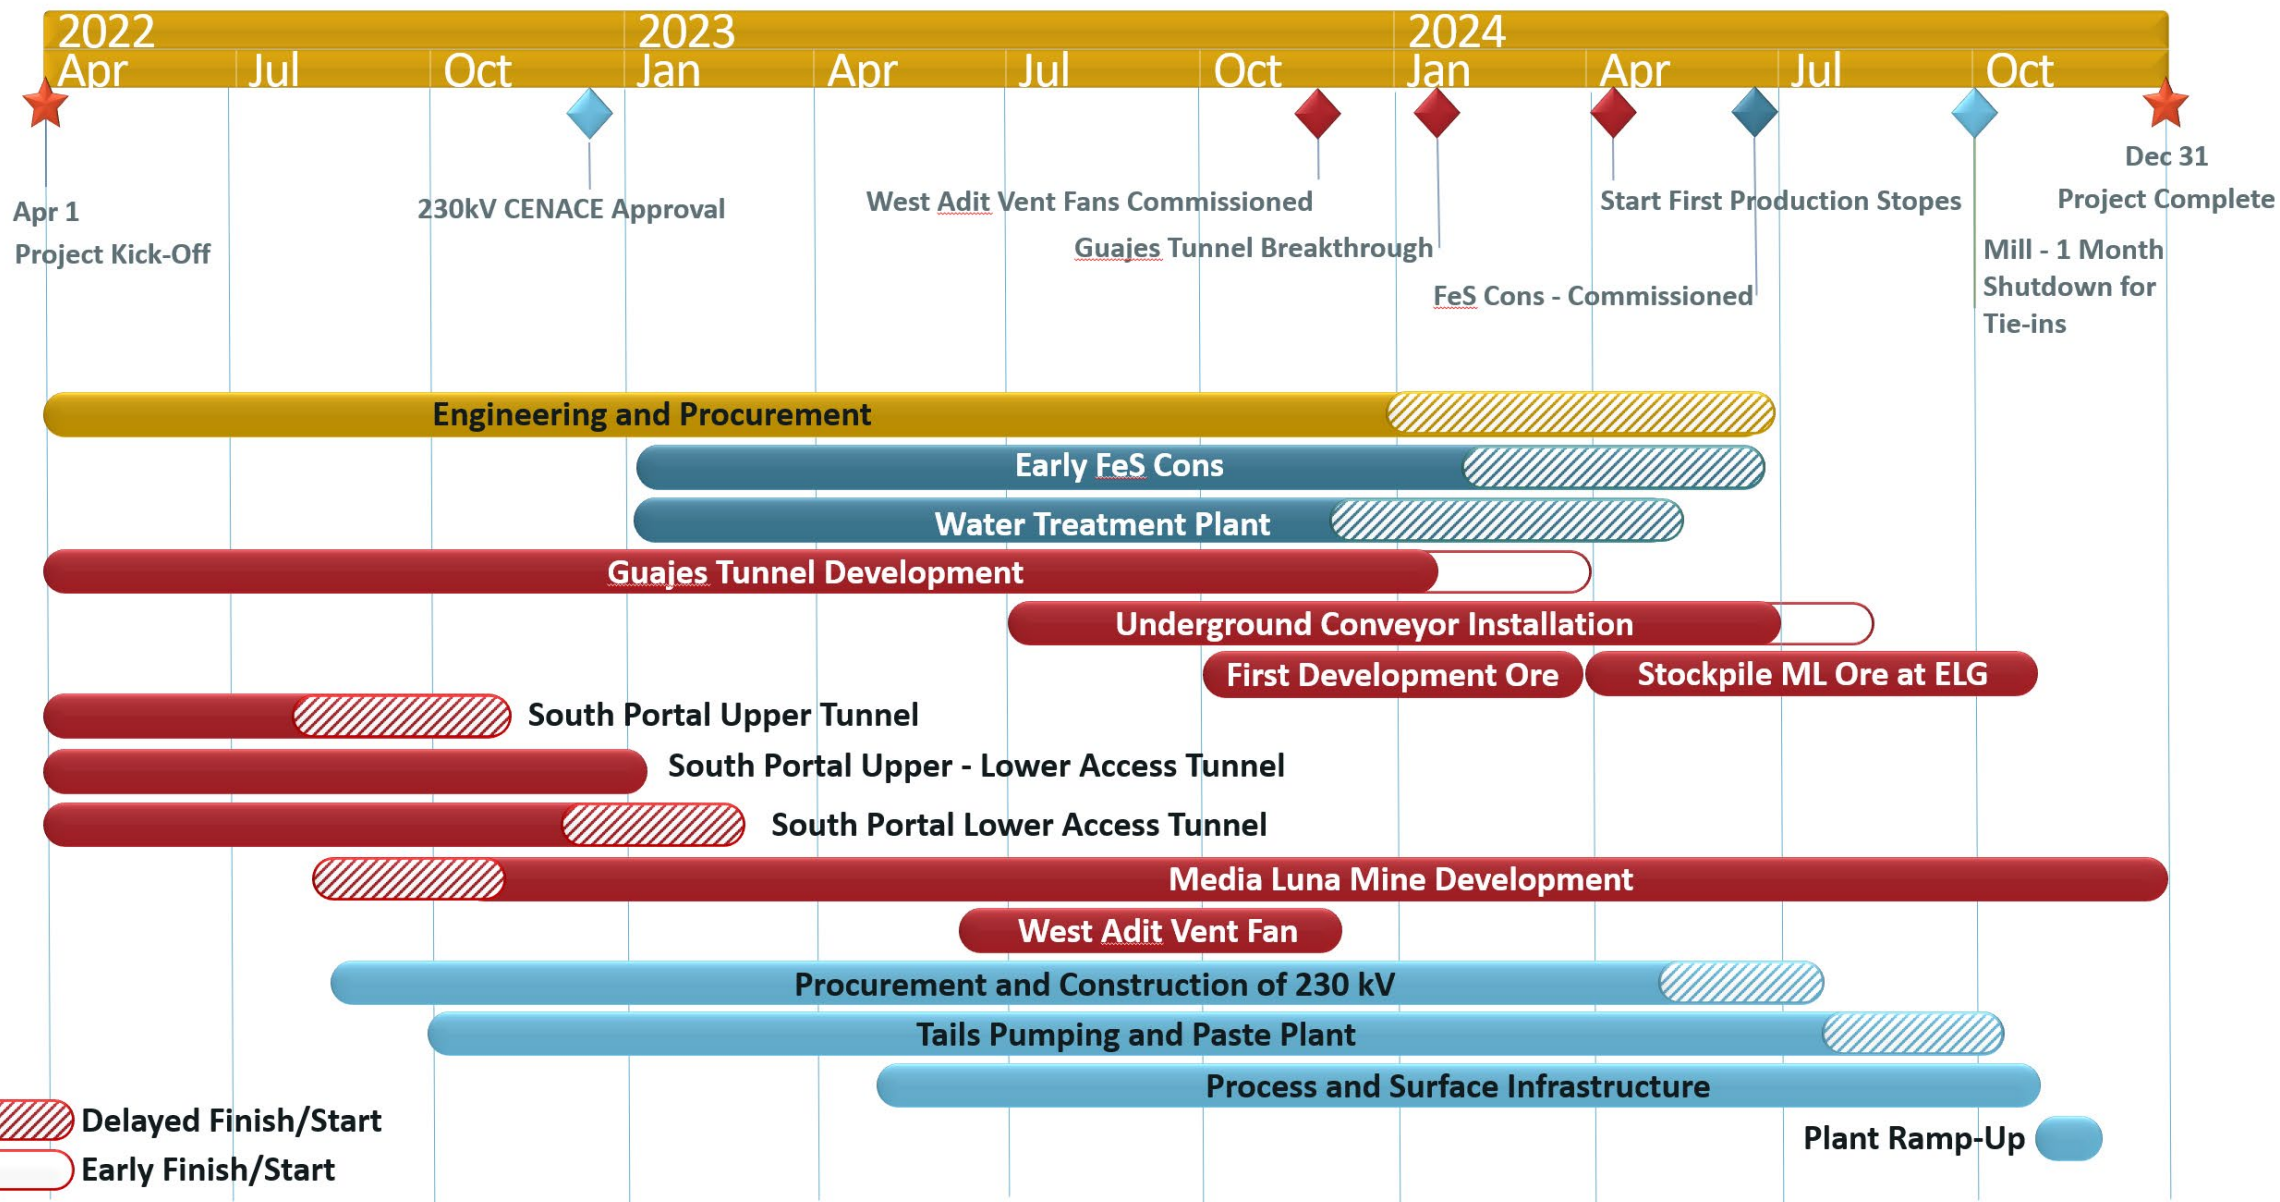 2022 2023 2024
Apr Jul Oct Jan Apr Jul Oct Jan Apr Jul Oct
Apr 1
Project Kick-Off
230kV CENACE Approval
West Adit Vent Fans Commissioned
Guajes Tunnel Breakthrough
Start First Production Stopes
FeS Cons - Commissioned
Mill - 1 Month
Shutdown for
Tie-ins
Dec 31
Project Complete
Engineering and Procurement
Early FeS Cons
Water Treatment Plant
Guajes Tunnel Development
Underground Conveyor Installation
First Development Ore
Stockpile ML Ore at ELG
South Portal Upper Tunnel
South Portal Upper - Lower Access Tunnel
South Portal Lower Access Tunnel
Media Luna Mine Development
West Adit Vent Fan
Procurement and Construction of 230 kV
Tails Pumping and Paste Plant
Process and Surface Infrastructure
Plant Ramp-Up
Delayed Finish/Start
Early Finish/Start